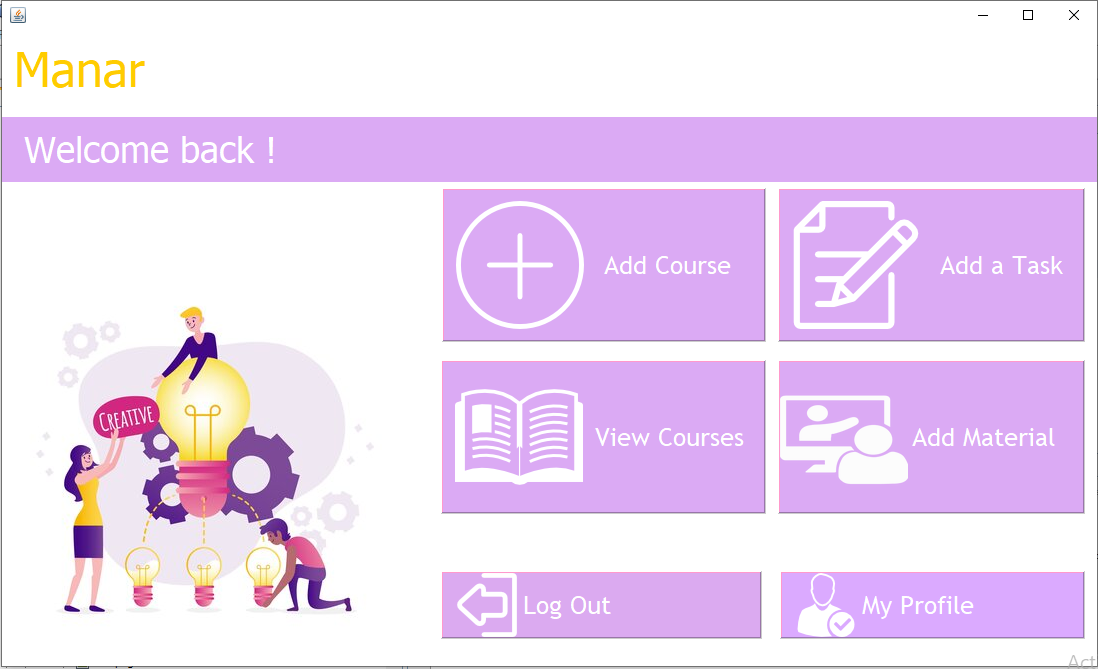 Manar
Welcome back !
Add Course
Add a Task
CREATIVE
View Courses
Add Material
Log Out
My Profile
Act